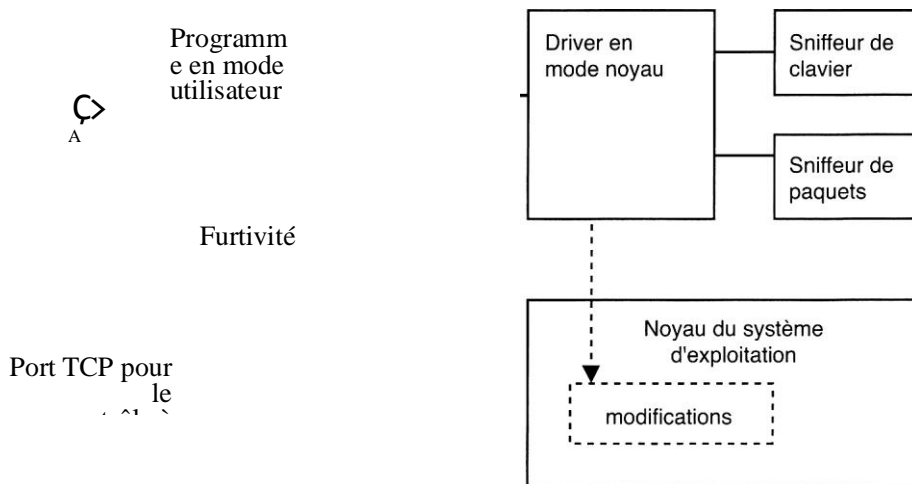 Programm
e en mode
utilisateur
A
Furtivité
Port TCP pour
le
Driver en
mode noyau
Sniffeur de
clavier
Sniffeur de
paquets
Noyau du système
d'exploitation
modifications